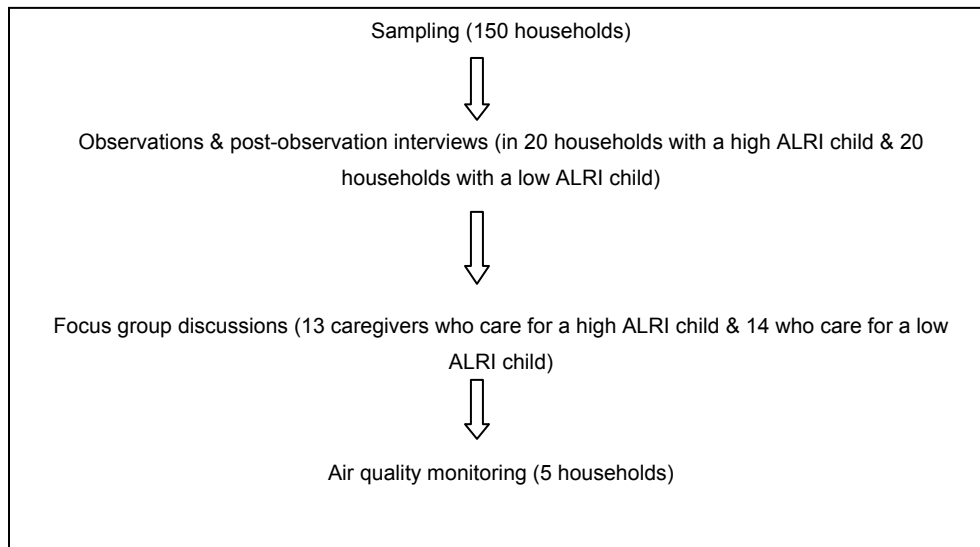 Sampling (150 households)
Observations & post-observation interviews (in 20 households with a high ALRI child & 20
households with a low ALRI child)
Focus group discussions (13 caregivers who care for a high ALRI child & 14 who care for a low
ALRI child)
Air quality monitoring (5 households)